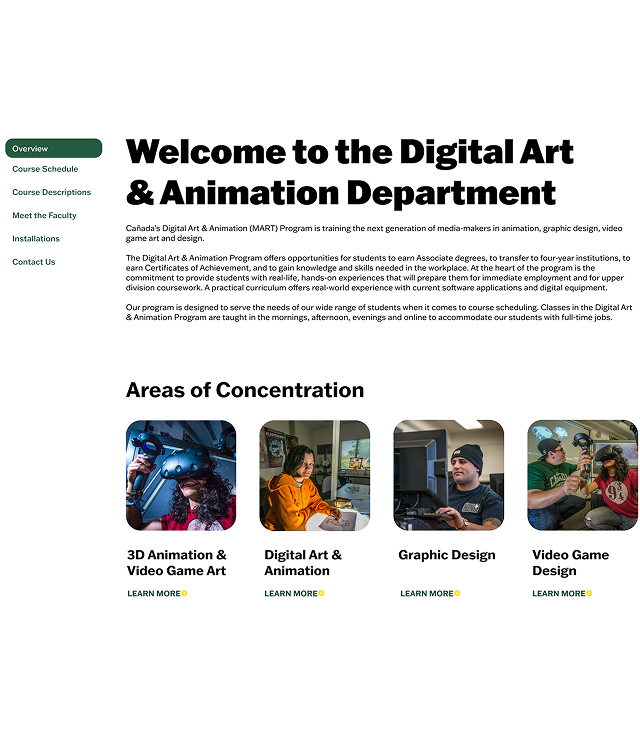 Overview
Course Schedule
Course Descriptions
Meet the Faculty
Installations
Contact Us
Welcome to the Digital Art
& Animation Department
Cañada's Digital Art & Animation (MART) Program is training the next generation of media-makers in animation, graphic design, video
game art and design.
The Digital Art & Animation Program offers opportunities for students to earn Associate degrees, to transfer to four-year institutions, to
earn Certificates of Achievement, and to gain knowledge and skills needed in the workplace. At the heart of the program is the
commitment to provide students with real-life, hands-on experiences that will prepare them for immediate employment and for upper
division coursework. A practical curriculum offers real-world experience with current software applications and digital equipment.
Our program is designed to serve the needs of our wide range of students when it comes to course scheduling. Classes in the Digital Art
& Animation Program are taught in the mornings, afternoon, evenings and online to accommodate our students with full-time jobs.
Areas of Concentration
3D Animation &
Video Game Art
LEARN MORE
Digital Art &
Animation
LEARN MORE
Graphic Design
LEARN MORE
Video Game
Design
LEARN MORE